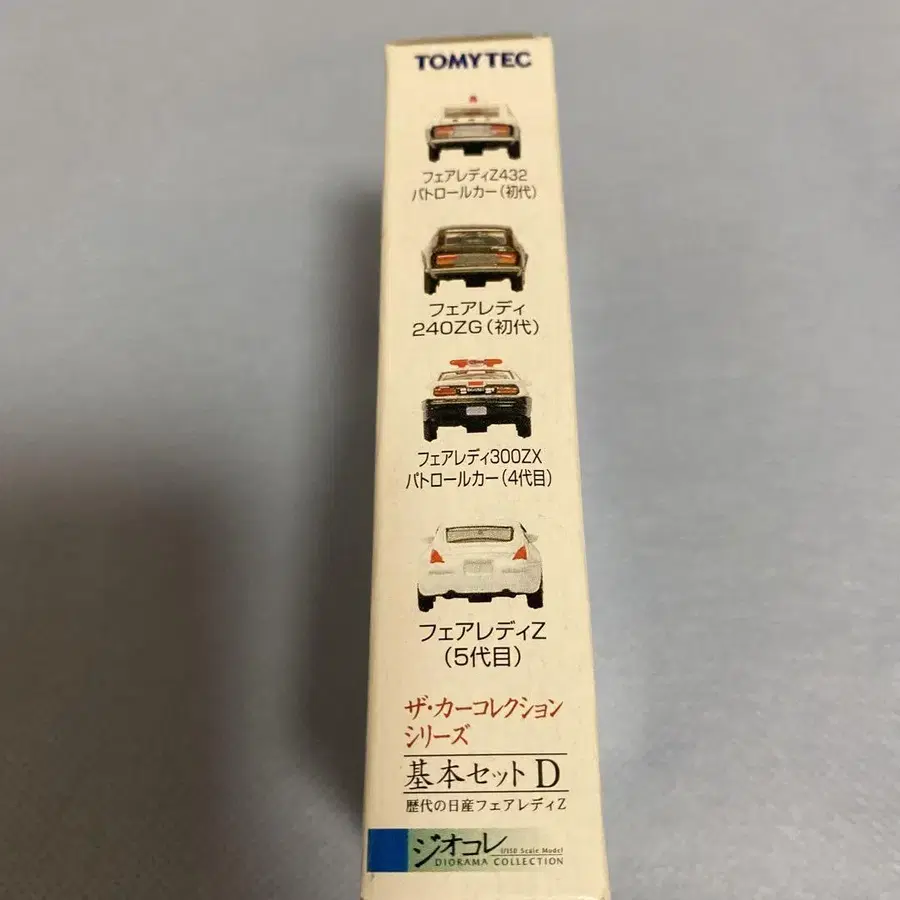 TOMYTEC
フェアレディZ432
パトロールカー(初代)
フェアレディ
240ZG(初代)
フェアレディ300ZX
パトロールカー(4代目)
フェアレディZ
(5代目)
ザ・カーコレクション
シリーズ
基本セット D
歴代の日産フェアレディZ
ジオコレ
1/150 Scale Model
DIORAMA COLLECTION